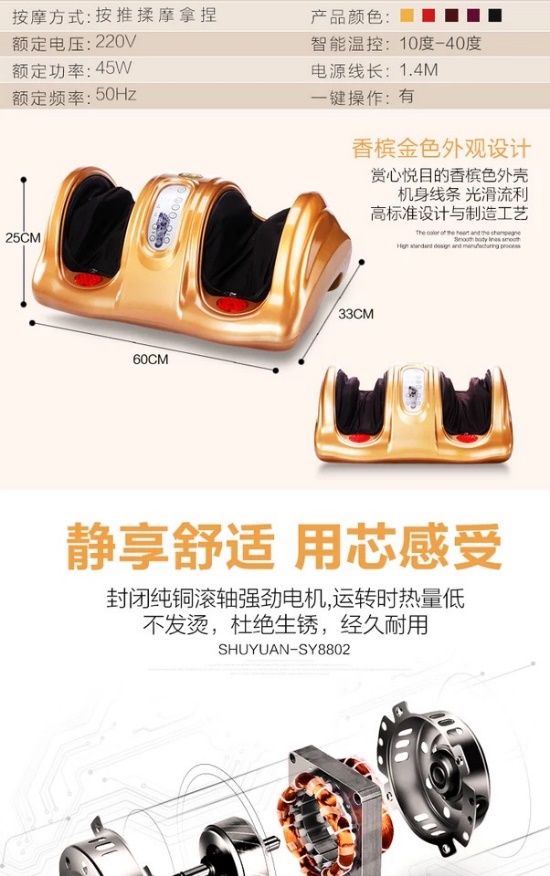 按摩方式: 按推揉摩拿捏
产品颜色:
额定电压: 220V
智能温控: 10度-40度
额定功率: 45W
电源线长: 1.4M
额定频率: 50Hz
一键操作: 有
香槟金色外观设计
赏心悦目的香槟色外壳
机身线条 光滑流利
高标准设计与制造工艺
The color of the heart and the champagne
Smooth body lines smooth
High standard design and manufacturing process
25CM
33CM
60CM
静享舒适 用芯感受
封闭纯铜滚轴强劲电机,运转时热量低
不发烫，杜绝生锈，经久耐用
SHUYUAN-SY8802